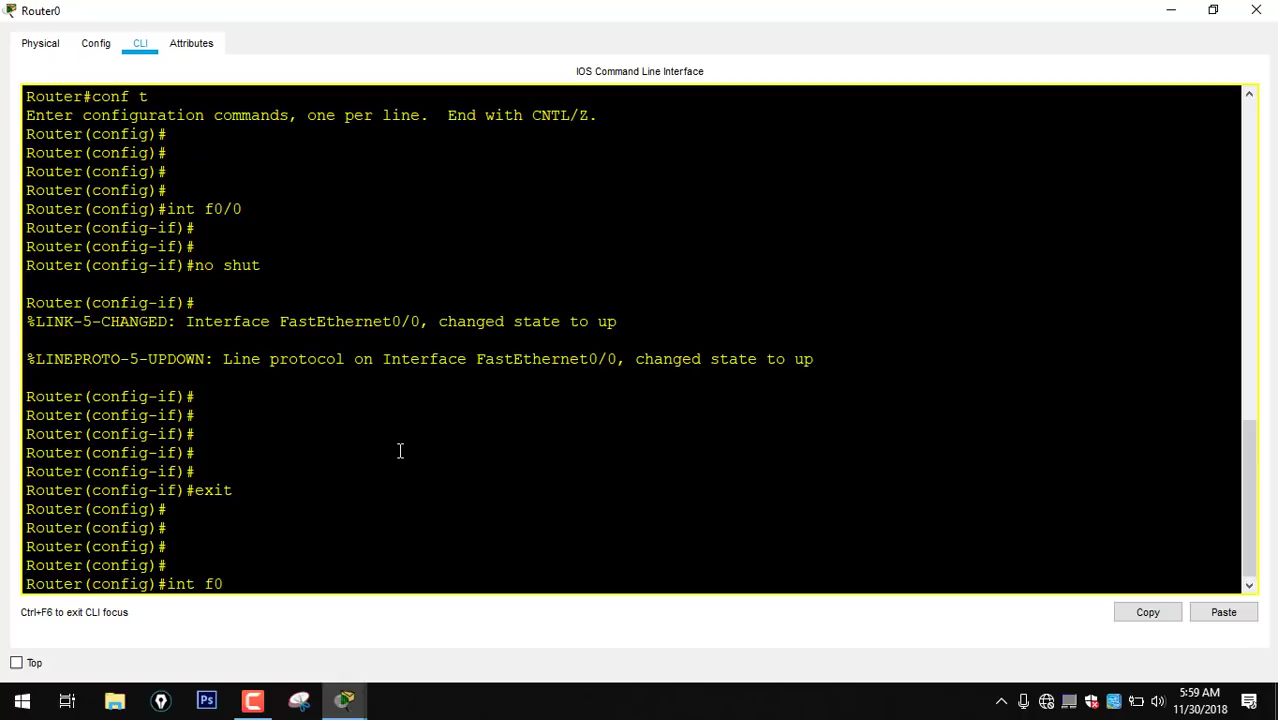 Router0
Physical Config CLI Attributes
IOS Command Line Interface
Router#conf t
Enter configuration commands, one per line.  End with CNTL/Z.
Router(config)#
Router(config)#
Router(config)#
Router(config)#
Router(config)#int f0/0
Router(config-if)#
Router(config-if)#
Router(config-if)#no shut
Router(config-if)#
%LINK-5-CHANGED: Interface FastEthernet0/0, changed state to up
%LINEPROTO-5-UPDOWN: Line protocol on Interface FastEthernet0/0, changed state to up
Router(config-if)#
Router(config-if)#
Router(config-if)#
Router(config-if)#
Router(config-if)#
Router(config-if)#exit
Router(config)#
Router(config)#
Router(config)#
Router(config)#
Router(config)#int f0
Ctrl+F6 to exit CLI focus
Copy Paste
Top
Ps
5:59 AM
11/30/2018